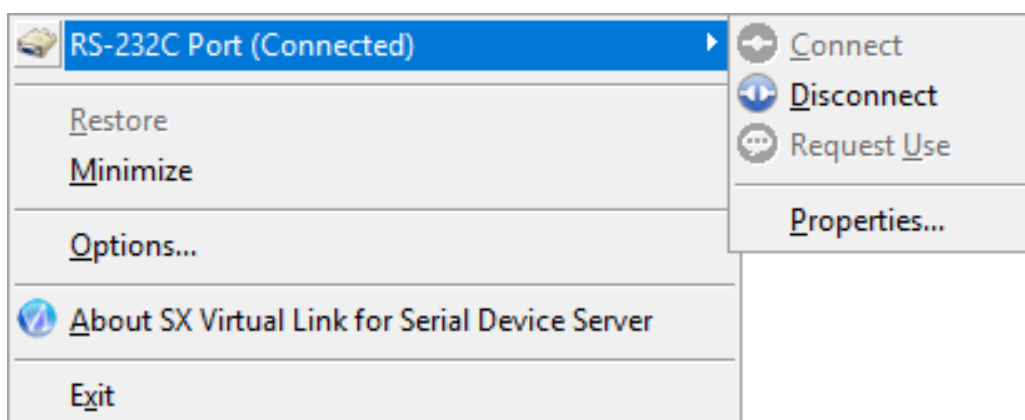 RS-232C Port (Connected)
Restore
Minimize
Options...
About SX Virtual Link for Serial Device Server
Exit
Connect
Disconnect
Request Use
Properties...